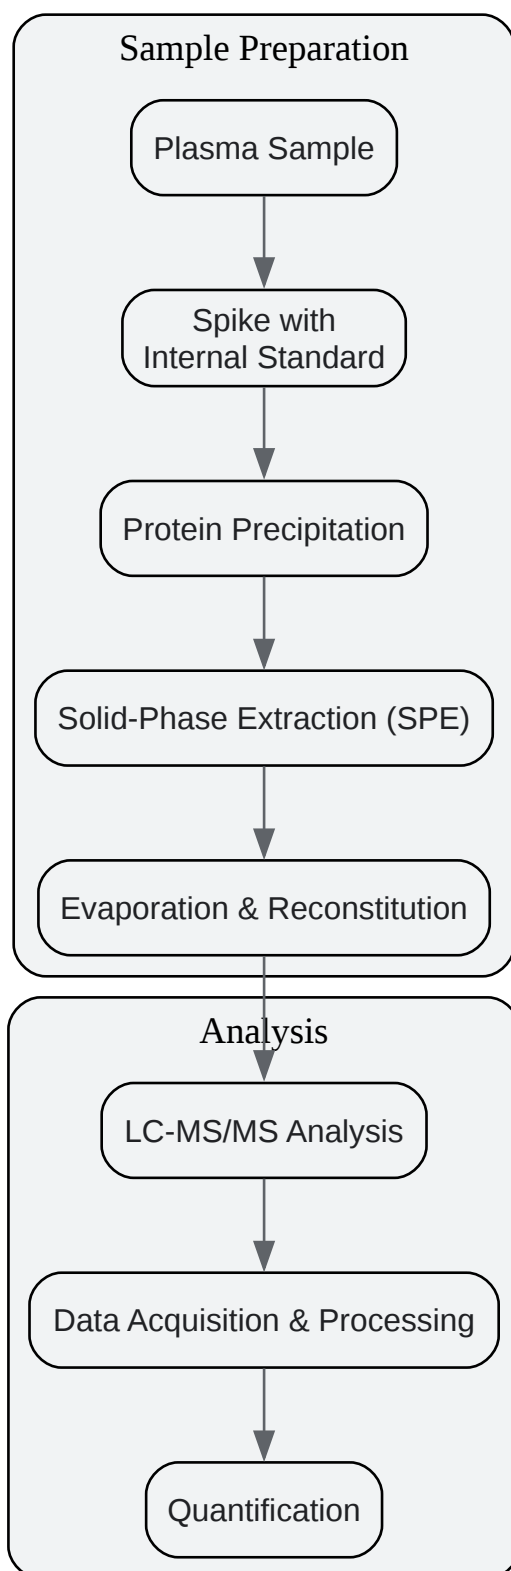 Sample Preparation
Plasma Sample
Spike with
Internal Standard
Protein Precipitation
Solid-Phase Extraction (SPE)
Evaporation & Reconstitution
Analysis
LC-MS/MS Analysis
Data Acquisition & Processing
Quantification